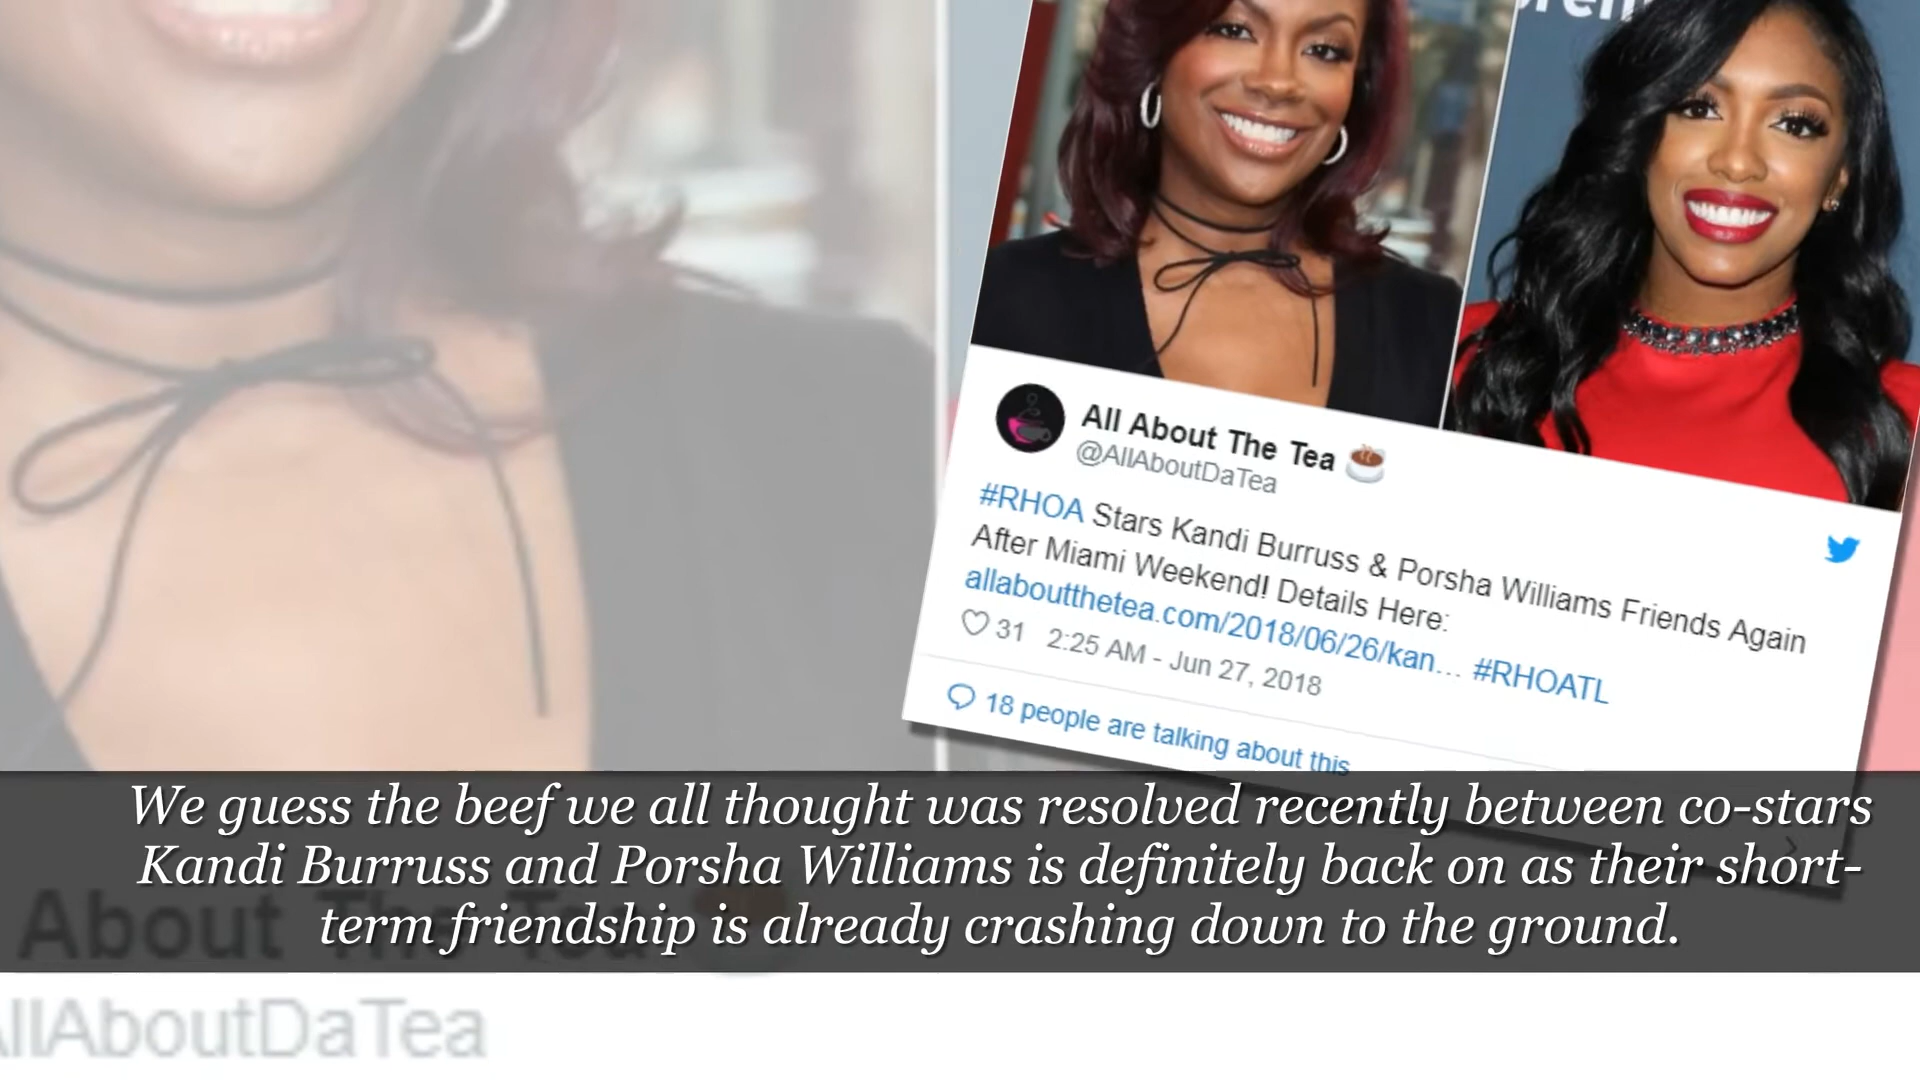 All About The Tea ☕
@AllAboutDaTea
#RHOA Stars Kandi Burruss & Porsha Williams Friends Again
After Miami Weekend! Details Here:
allaboutthetea.com/2018/06/26/kan... #RHOATL
31 2:25 AM - Jun 27, 2018
18 people are talking about this
We guess the beef we all thought was resolved recently between co-stars
Kandi Burruss and Porsha Williams is definitely back on as their short-
term friendship is already crashing down to the ground.
About The Tea
AllAboutDaTea